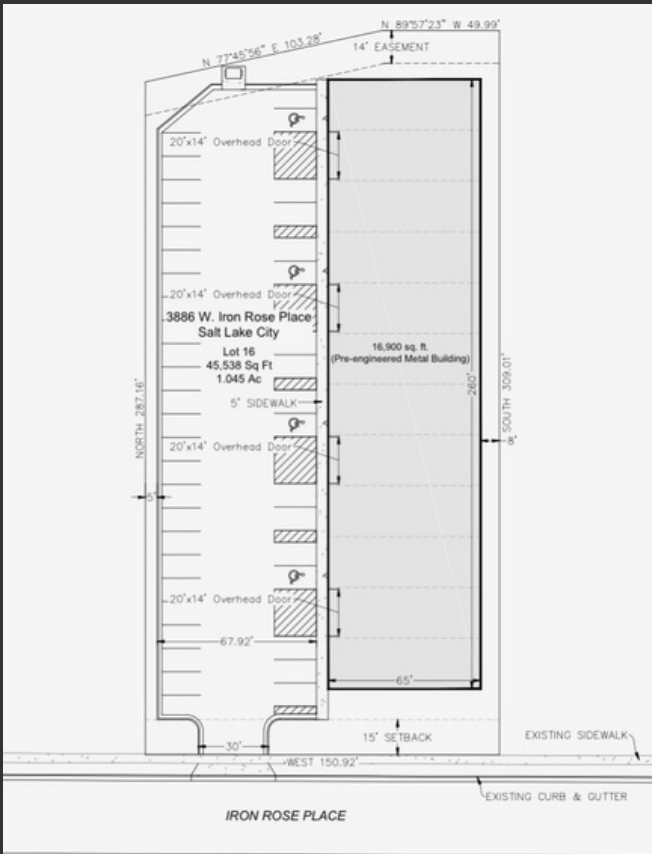 N 89°57'23" W 49.99'
N 77°45'56" E 103.28'
14' EASEMENT
20'x14' Overhead Door
20'x14' Overhead Door
3886 W. Iron Rose Place
Salt Lake City
Lot 16
45,538 Sq Ft
1.045 Ac
16,900 sq. ft.
(Pre-engineered Metal Building)
260'
5' SIDEWALK
NORTH 287.16'
SOUTH 309.01'
8'
20'x14' Overhead Door
5'
20'x14' Overhead Door
67.92'
65'
30'
15' SETBACK
EXISTING SIDEWALK
WEST 150.92'
EXISTING CURB & GUTTER
IRON ROSE PLACE